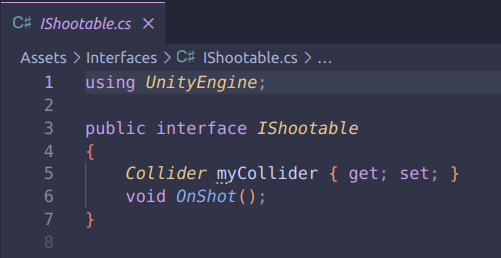 C# IShootable.cs ×
Assets > Interfaces > C# IShootable.cs > ...
1 using UnityEngine;
2
3 public interface IShootable
4 {
5 Collider myCollider { get; set; }
6 void OnShot();
7 }
8